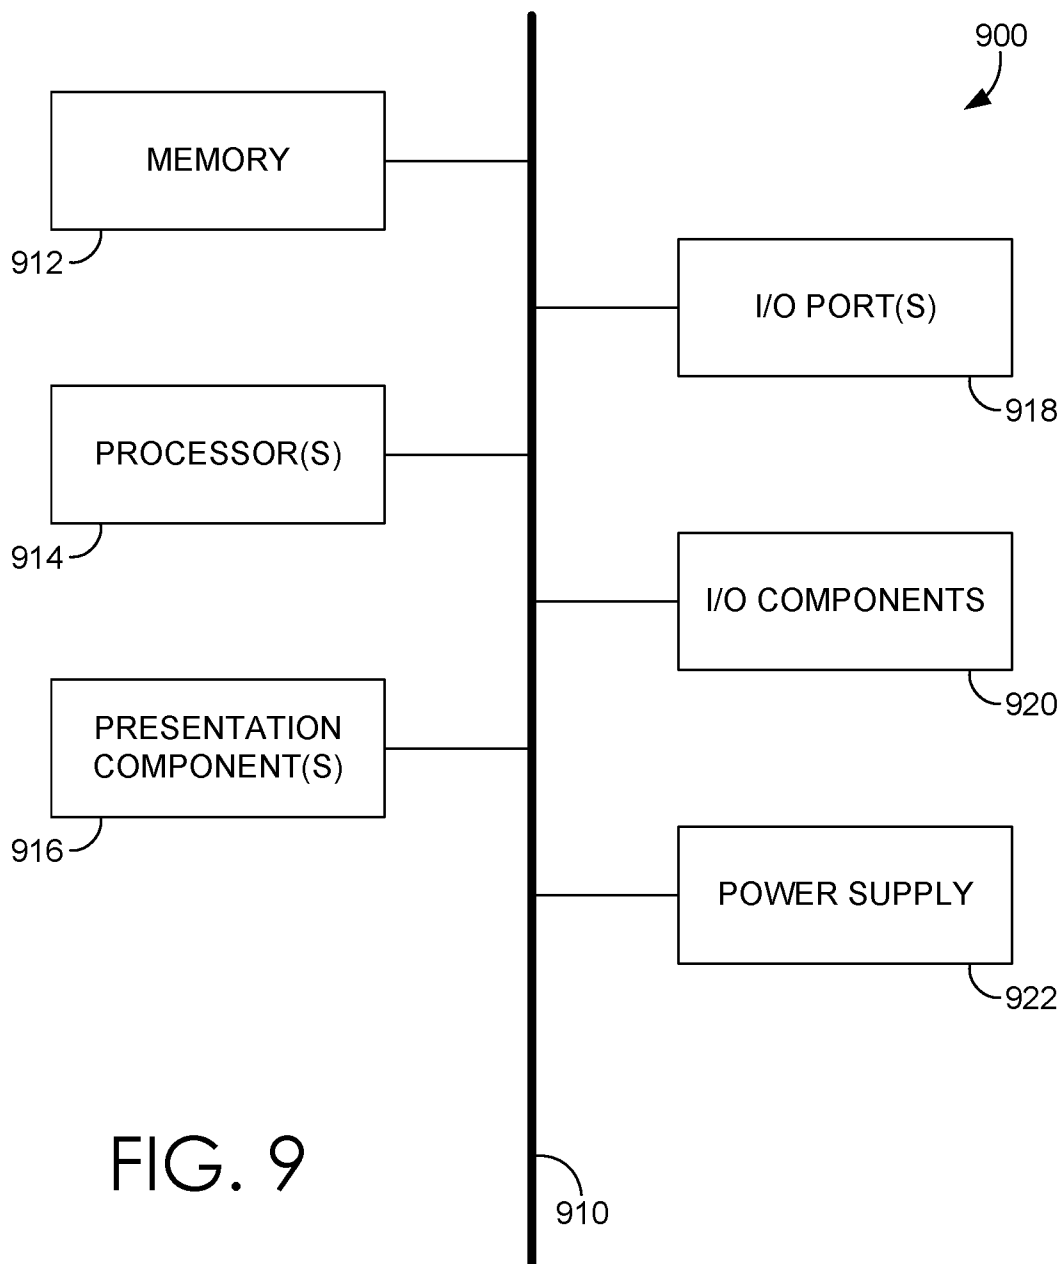 900
MEMORY
912
I/O PORT(S)
918
PROCESSOR(S)
914
I/O COMPONENTS
920
PRESENTATION
COMPONENT(S)
916
POWER SUPPLY
922
FIG. 9
910